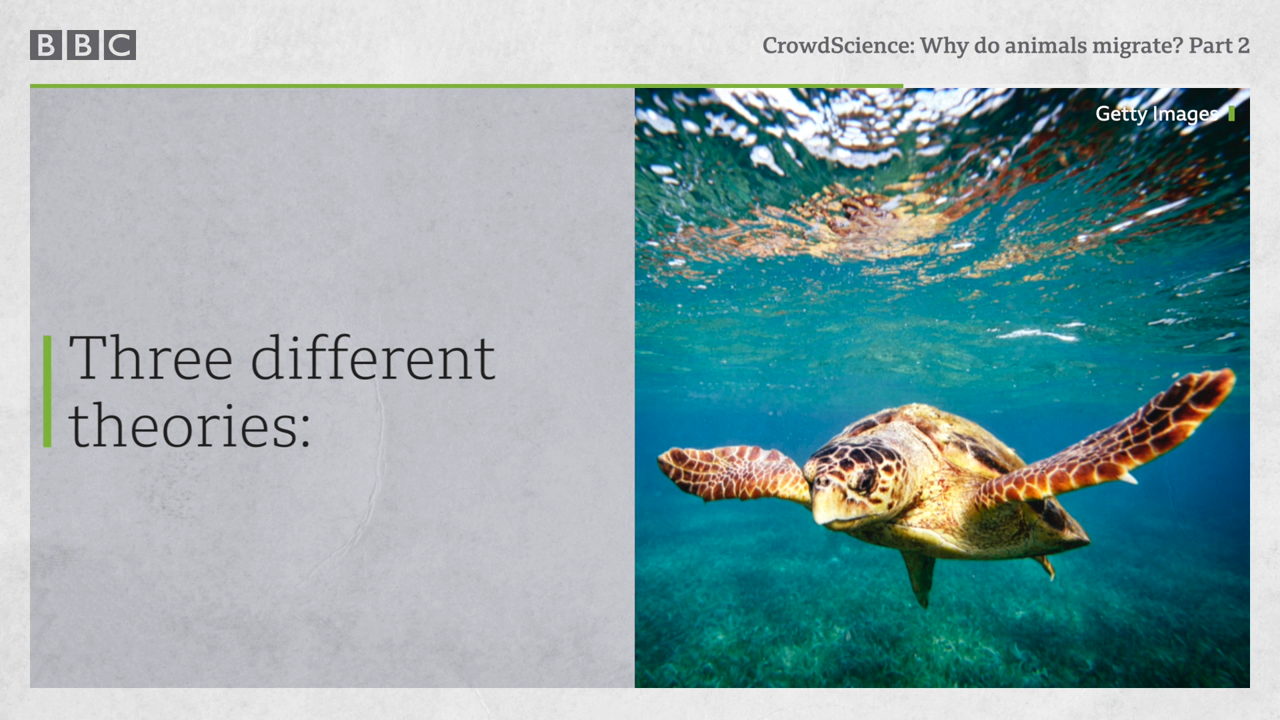 BBC
CrowdScience: Why do animals migrate? Part 2
Getty Images
Three different
theories: